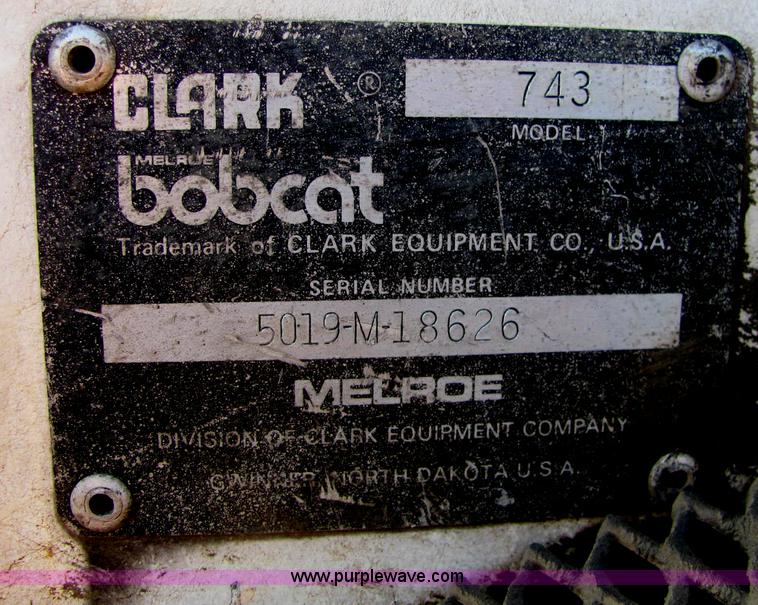 CLARK ® 743
MODEL
MELROE
bobcat
Trademark of CLARK EQUIPMENT CO., U.S.A.
SERIAL NUMBER
5019-M-18626
MELROE
DIVISION OF CLARK EQUIPMENT COMPANY
GWINNER, NORTH DAKOTA U.S.A.
www.purplewave.com